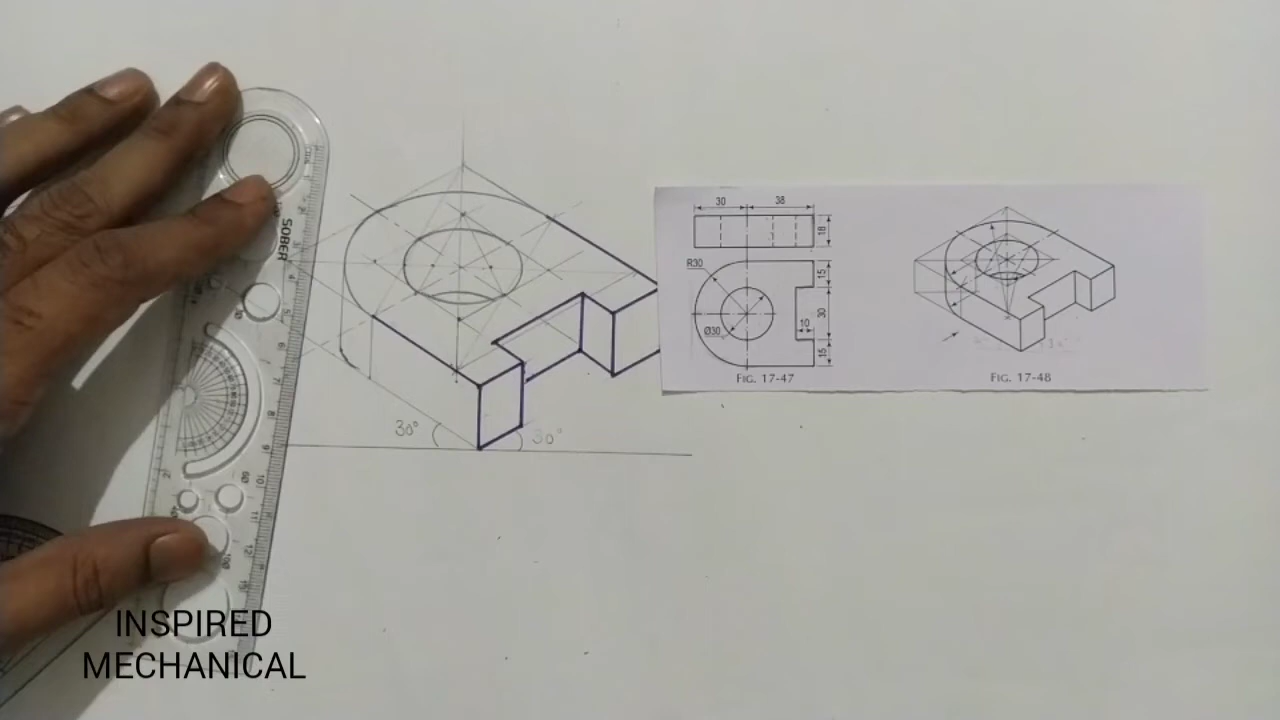 SOBER
30°
30°
30
38
18
R30
15
30
10
15
Ø30
FIG. 17-47
FIG. 17-48
INSPIRED
MECHANICAL